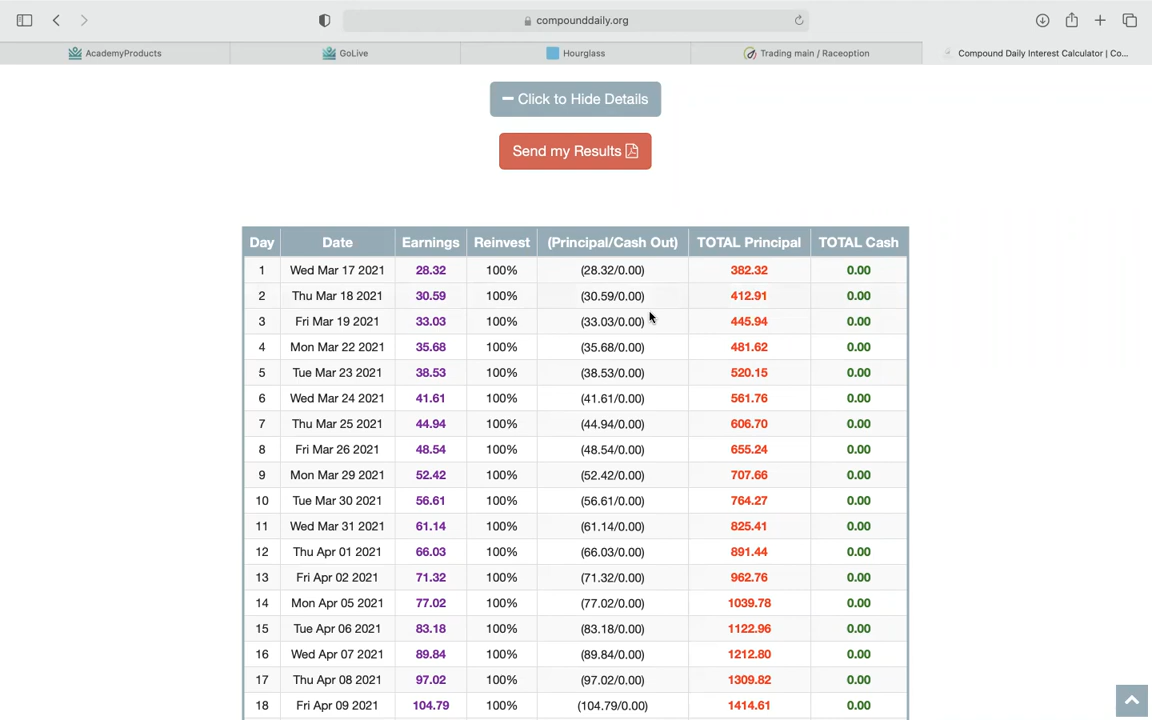 compounddaily.org
AcademyProducts GoLive Hourglass Trading main / Raceoption Compound Daily Interest Calculator | Co...
Click to Hide Details
Send my Results
Day Date Earnings Reinvest (Principal/Cash Out) TOTAL Principal TOTAL Cash
1 Wed Mar 17 2021 28.32 100% (28.32/0.00) 382.32 0.00
2 Thu Mar 18 2021 30.59 100% (30.59/0.00) 412.91 0.00
3 Fri Mar 19 2021 33.03 100% (33.03/0.00) 445.94 0.00
4 Mon Mar 22 2021 35.68 100% (35.68/0.00) 481.62 0.00
5 Tue Mar 23 2021 38.53 100% (38.53/0.00) 520.15 0.00
6 Wed Mar 24 2021 41.61 100% (41.61/0.00) 561.76 0.00
7 Thu Mar 25 2021 44.94 100% (44.94/0.00) 606.70 0.00
8 Fri Mar 26 2021 48.54 100% (48.54/0.00) 655.24 0.00
9 Mon Mar 29 2021 52.42 100% (52.42/0.00) 707.66 0.00
10 Tue Mar 30 2021 56.61 100% (56.61/0.00) 764.27 0.00
11 Wed Mar 31 2021 61.14 100% (61.14/0.00) 825.41 0.00
12 Thu Apr 01 2021 66.03 100% (66.03/0.00) 891.44 0.00
13 Fri Apr 02 2021 71.32 100% (71.32/0.00) 962.76 0.00
14 Mon Apr 05 2021 77.02 100% (77.02/0.00) 1039.78 0.00
15 Tue Apr 06 2021 83.18 100% (83.18/0.00) 1122.96 0.00
16 Wed Apr 07 2021 89.84 100% (89.84/0.00) 1212.80 0.00
17 Thu Apr 08 2021 97.02 100% (97.02/0.00) 1309.82 0.00
18 Fri Apr 09 2021 104.79 100% (104.79/0.00) 1414.61 0.00